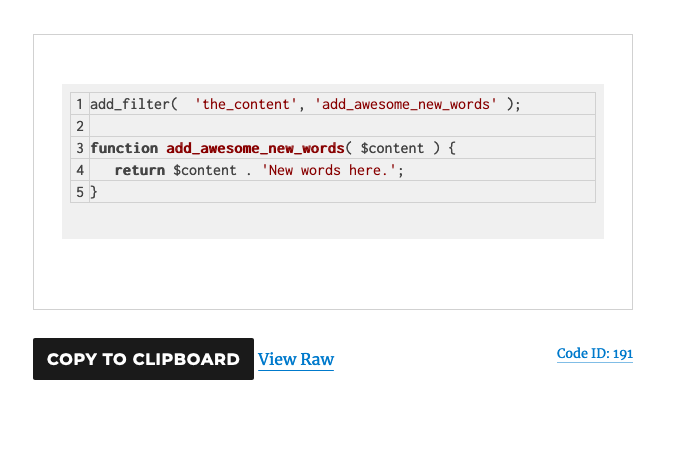 1 add_filter(  'the_content', 'add_awesome_new_words' );
2
3 function add_awesome_new_words( $content ) {
4    return $content . 'New words here.';
5 }
COPY TO CLIPBOARD View Raw Code ID: 191